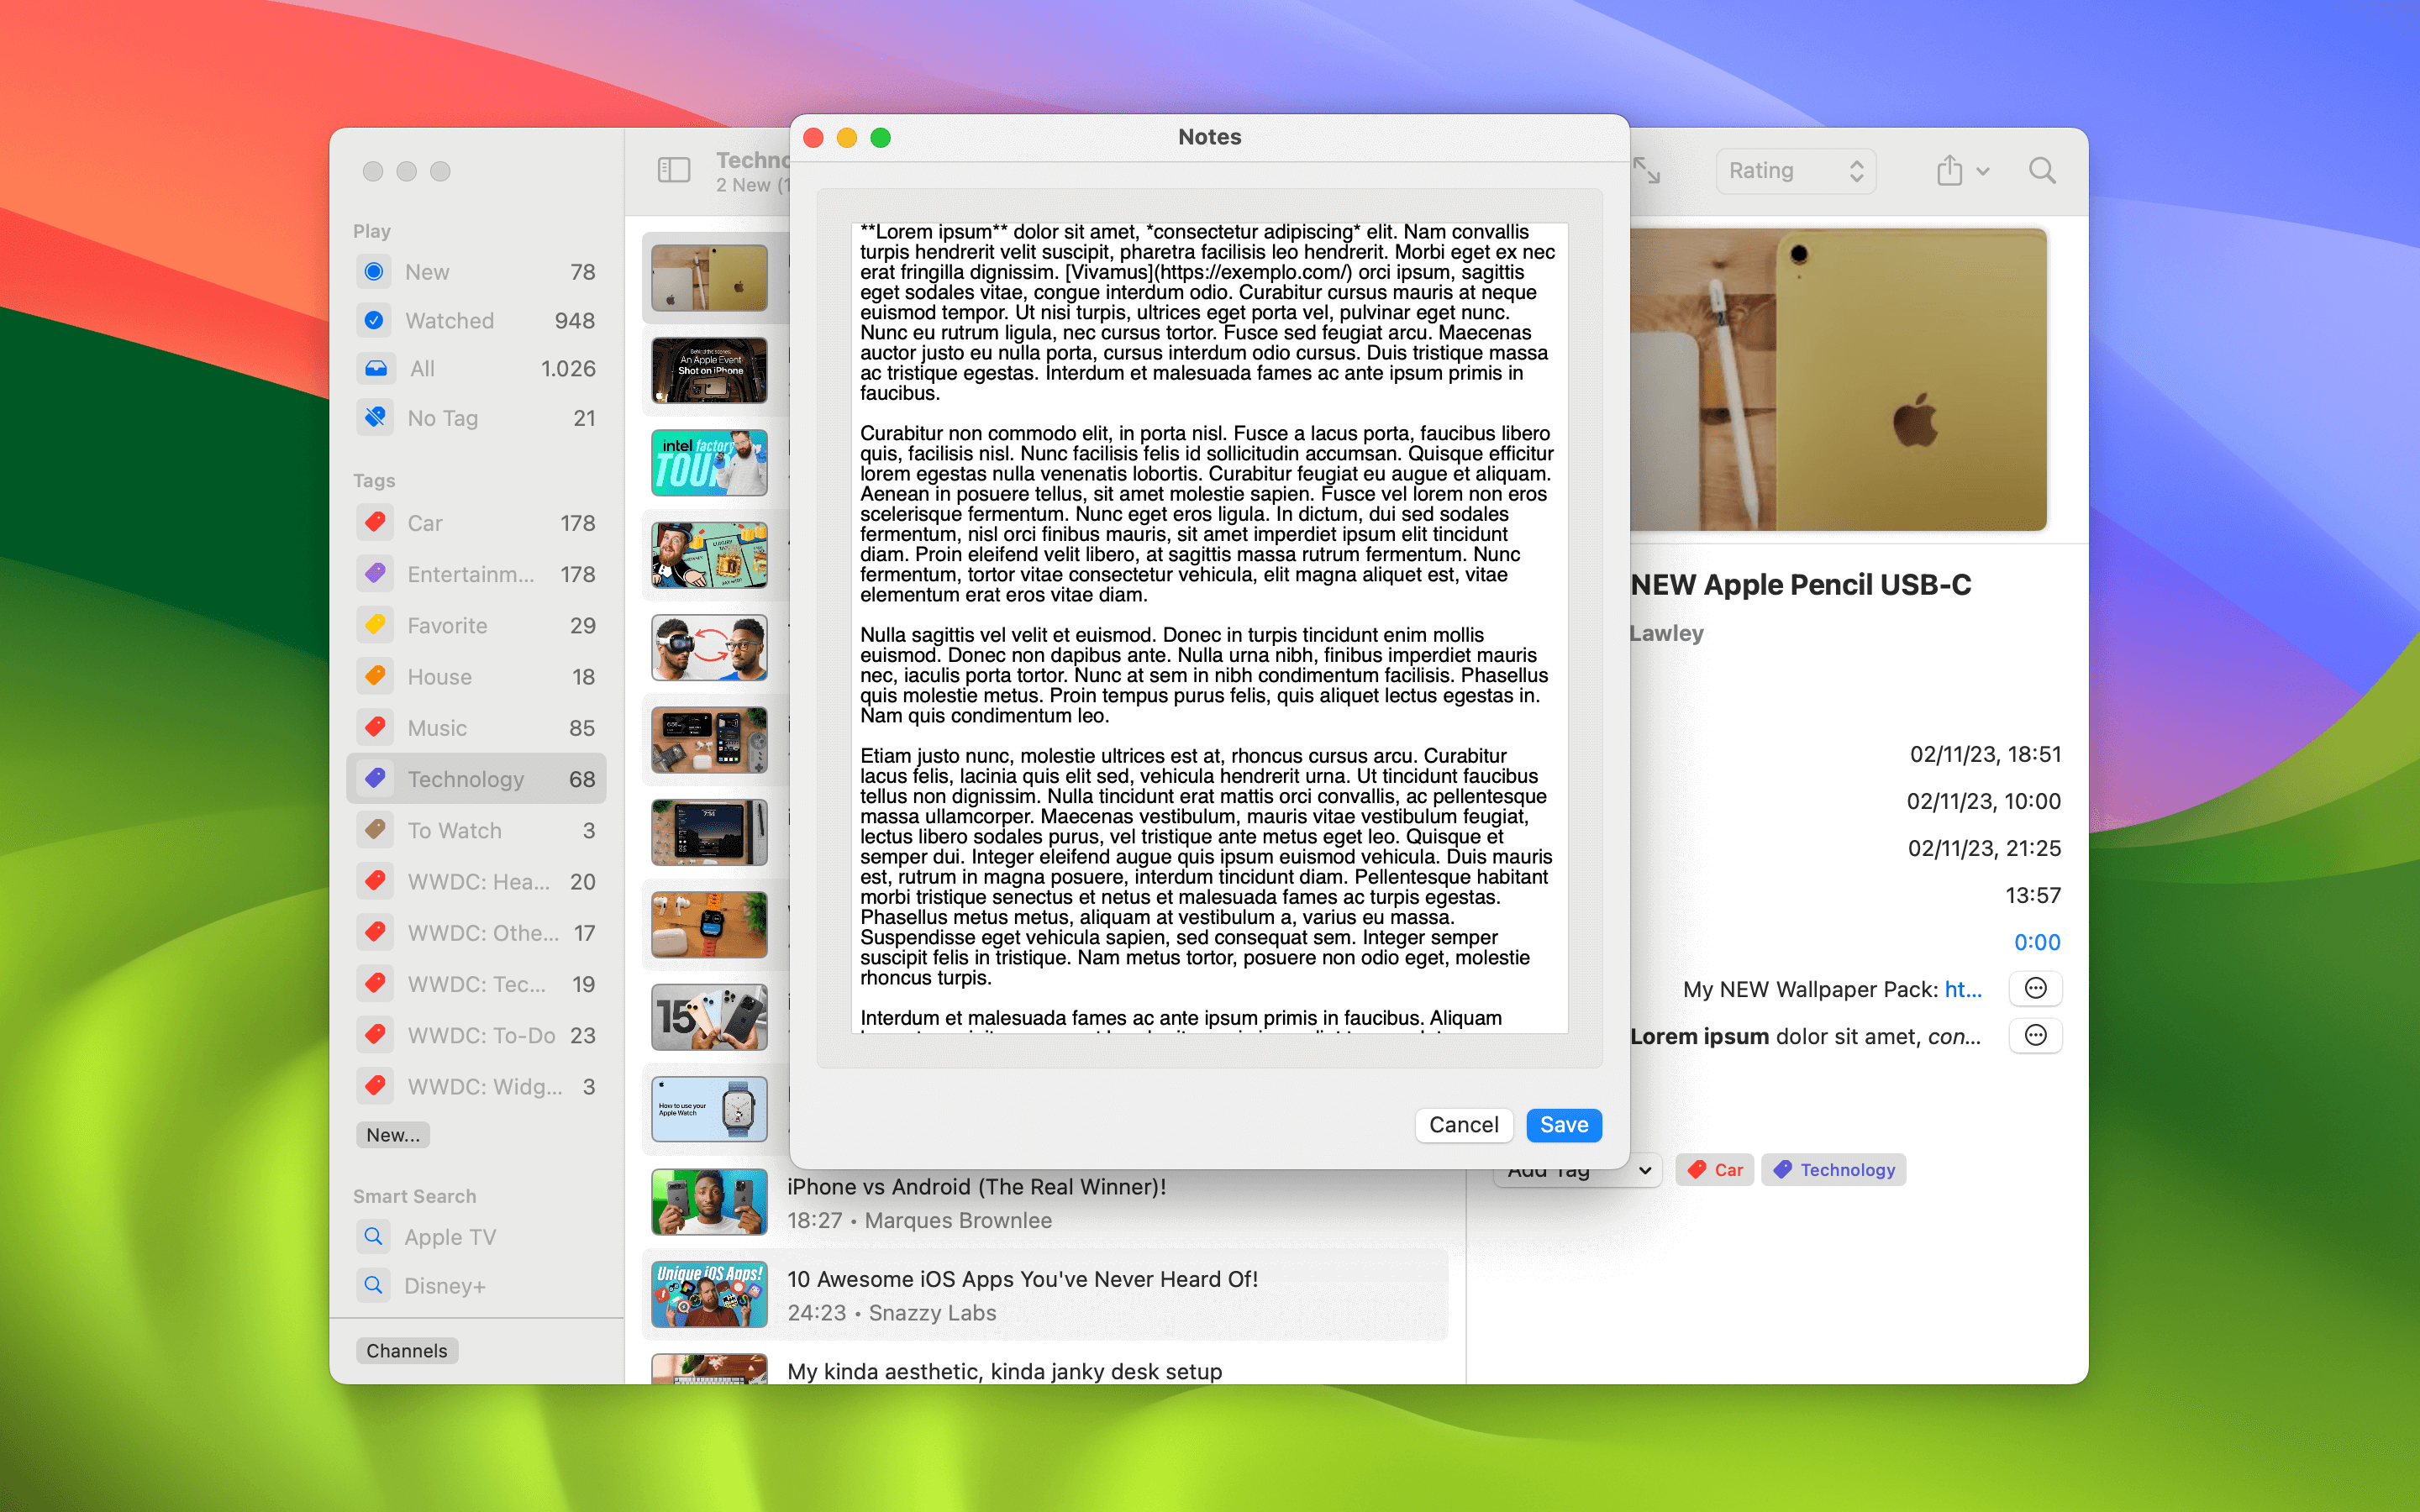 Play
New 78
Watched 948
All 1.026
No Tag 21
Tags
Car 178
Entertainm... 178
Favorite 29
House 18
Music 85
Technology 68
To Watch 3
WWDC: Hea... 20
WWDC: Othe... 17
WWDC: Tec... 19
WWDC: To-Do 23
WWDC: Widg... 3
New...
Smart Search
Apple TV
Disney+
Channels
2 New
Behind the scenes:
An Apple Event
Shot on iPhone
intel factory
TOUR
15
How to use your
Apple Watch
iPhone vs Android (The Real Winner)!
18:27 • Marques Brownlee
Unique iOS Apps!
10 Awesome iOS Apps You've Never Heard Of!
24:23 • Snazzy Labs
My kinda aesthetic, kinda janky desk setup
Notes
**Lorem ipsum** dolor sit amet, *consectetur adipiscing* elit. Nam convallis
turpis hendrerit velit suscipit, pharetra facilisis leo hendrerit. Morbi eget ex nec
erat fringilla dignissim. [Vivamus](https://exemplo.com/) orci ipsum, sagittis
eget sodales vitae, congue interdum odio. Curabitur cursus mauris at neque
euismod tempor. Ut nisi turpis, ultrices eget porta vel, pulvinar eget nunc.
Nunc eu rutrum ligula, nec cursus tortor. Fusce sed feugiat arcu. Maecenas
auctor justo eu nulla porta, cursus interdum odio cursus. Duis tristique massa
ac tristique egestas. Interdum et malesuada fames ac ante ipsum primis in
faucibus.
Curabitur non commodo elit, in porta nisl. Fusce a lacus porta, faucibus libero
quis, facilisis nisl. Nunc facilisis felis id sollicitudin accumsan. Quisque efficitur
lorem egestas nulla venenatis lobortis. Curabitur feugiat eu augue et aliquam.
Aenean in posuere tellus, sit amet molestie sapien. Fusce vel lorem non eros
scelerisque fermentum. Nunc eget eros ligula. In dictum, dui sed sodales
fermentum, nisl orci finibus mauris, sit amet imperdiet ipsum elit tincidunt
diam. Proin eleifend velit libero, at sagittis massa rutrum fermentum. Nunc
fermentum, tortor vitae consectetur vehicula, elit magna aliquet est, vitae
elementum erat eros vitae diam.
Nulla sagittis vel velit et euismod. Donec in turpis tincidunt enim mollis
euismod. Donec non dapibus ante. Nulla urna nibh, finibus imperdiet mauris
nec, iaculis porta tortor. Nunc at sem in nibh condimentum facilisis. Phasellus
quis molestie metus. Proin tempus purus felis, quis aliquet lectus egestas in.
Nam quis condimentum leo.
Etiam justo nunc, molestie ultrices est at, rhoncus cursus arcu. Curabitur
lacus felis, lacinia quis elit sed, vehicula hendrerit urna. Ut tincidunt faucibus
tellus non dignissim. Nulla tincidunt erat mattis orci convallis, ac pellentesque
massa ullamcorper. Maecenas vestibulum, mauris vitae vestibulum feugiat,
lectus libero sodales purus, vel tristique ante metus eget leo. Quisque et
semper dui. Integer eleifend augue quis ipsum euismod vehicula. Duis mauris
est, rutrum in magna posuere, interdum tincidunt diam. Pellentesque habitant
morbi tristique senectus et netus et malesuada fames ac turpis egestas.
Phasellus metus metus, aliquam at vestibulum a, varius eu massa.
Suspendisse eget vehicula sapien, sed consequat sem. Integer semper
suscipit felis in tristique. Nam metus tortor, posuere non odio eget, molestie
rhoncus turpis.
Interdum et malesuada fames ac ante ipsum primis in faucibus. Aliquam
Cancel
Save
Rating
NEW Apple Pencil USB-C
Lawley
02/11/23, 18:51
02/11/23, 10:00
02/11/23, 21:25
13:57
0:00
My NEW Wallpaper Pack: ht...
Lorem ipsum dolor sit amet, con...
Add Tag
Car
Technology